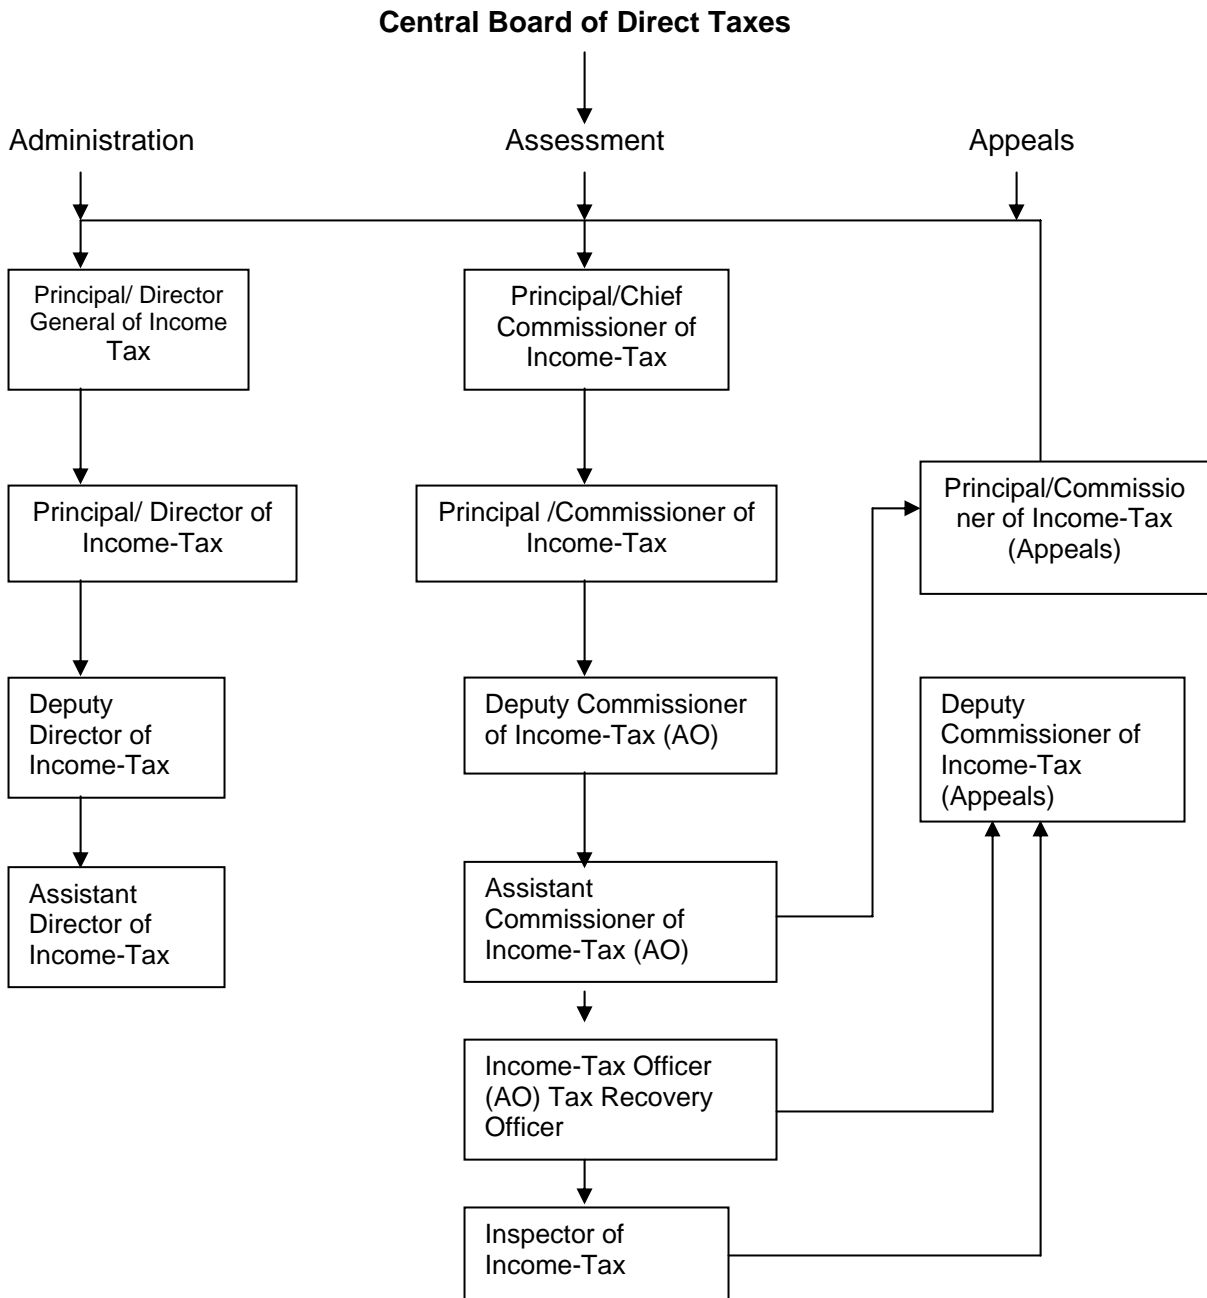 Central Board of Direct Taxes
Administration
Assessment
Appeals
Principal/ Director
General of Income
Tax
Principal/Chief
Commissioner of
Income-Tax
Principal/ Director of
Income-Tax
Principal /Commissioner of
Income-Tax
Principal/Commissio
ner of Income-Tax
(Appeals)
Deputy
Director of
Income-Tax
Deputy Commissioner
of Income-Tax (AO)
Deputy
Commissioner of
Income-Tax
(Appeals)
Assistant
Director of
Income-Tax
Assistant
Commissioner of
Income-Tax (AO)
Income-Tax Officer
(AO) Tax Recovery
Officer
Inspector of
Income-Tax